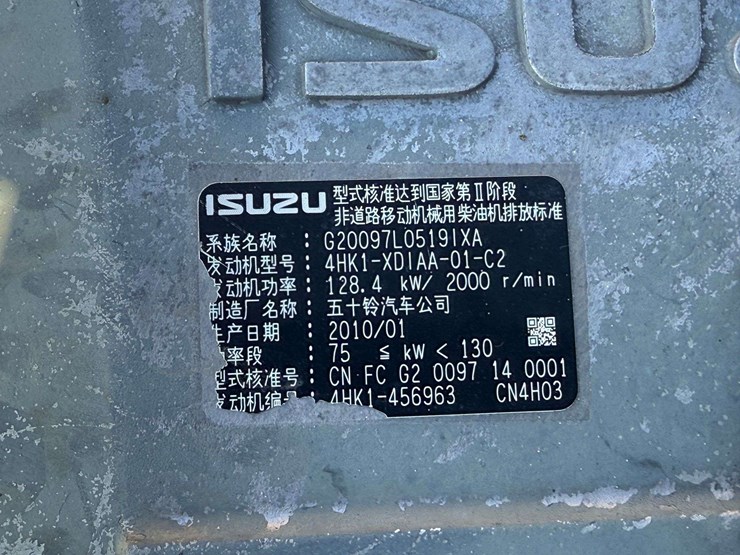 ISU
ISUZU 型式核准达到国家第Ⅱ阶段
非道路移动机械用柴油机排放标准
系族名称 : G20097L0519IXA
发动机型号 : 4HK1-XDIAA-01-C2
发动机功率 : 128.4 kW/ 2000 r/min
制造厂名称 : 五十铃汽车公司
生产日期 : 2010/01
功率段 : 75 ≦ kW < 130
型式核准号 : CN FC G2 0097 14 0001
发动机编号 : 4HK1-456963 CN4H03